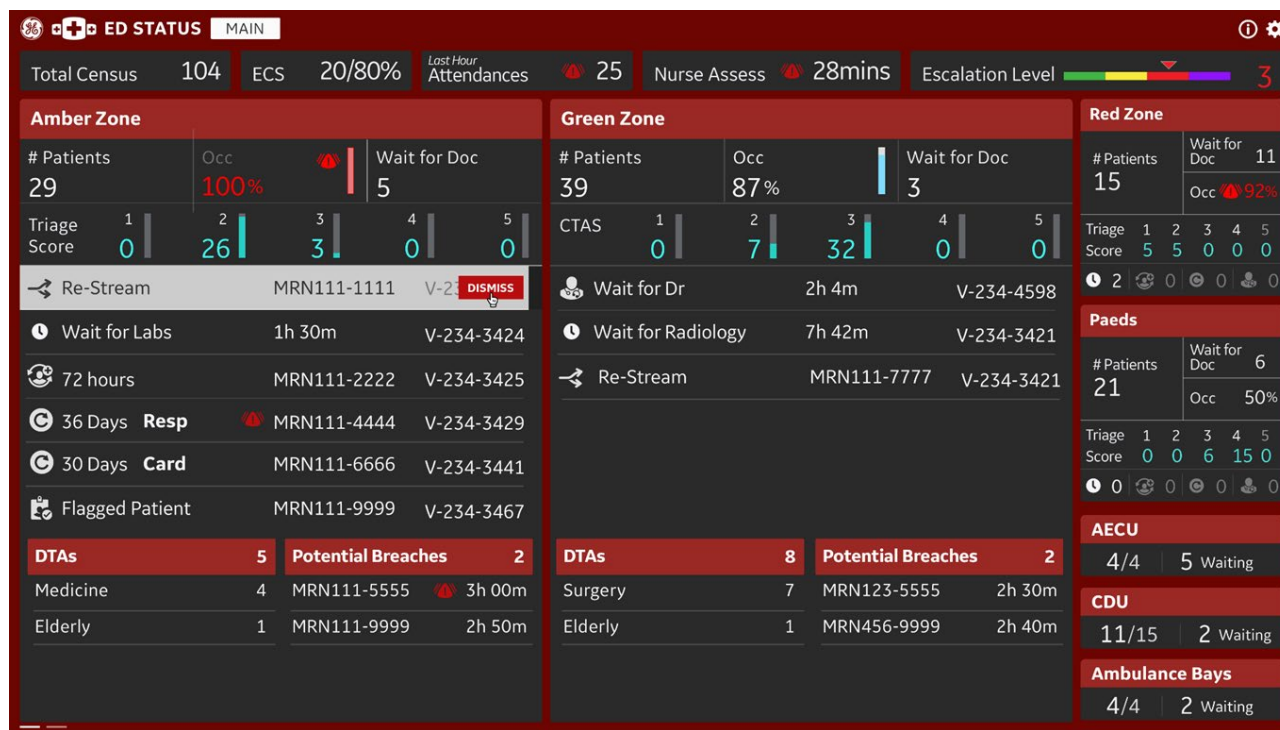 ED STATUS MAIN
Total Census 104
ECS 20/80%
Last Hour
Attendances 25
Nurse Assess 28mins
Escalation Level 3
Amber Zone
# Patients Occ Wait for Doc
29 100% 5
Triage Score 1 2 3 4 5
0 26 3 0 0
Re-Stream MRN111-1111 V-23 DISMISS
Wait for Labs 1h 30m V-234-3424
72 hours MRN111-2222 V-234-3425
36 Days Resp MRN111-4444 V-234-3429
30 Days Card MRN111-6666 V-234-3441
Flagged Patient MRN111-9999 V-234-3467
DTAs 5
Medicine 4
Elderly 1
Potential Breaches 2
MRN111-5555 3h 00m
MRN111-9999 2h 50m
Green Zone
# Patients Occ Wait for Doc
39 87% 3
CTAS 1 2 3 4 5
0 7 32 0 0
Wait for Dr 2h 4m V-234-4598
Wait for Radiology 7h 42m V-234-3421
Re-Stream MRN111-7777 V-234-3421
DTAs 8
Surgery 7
Elderly 1
Potential Breaches 2
MRN123-5555 2h 30m
MRN456-9999 2h 40m
Red Zone
# Patients 15
Wait for Doc 11
Occ 92%
Triage 1 2 3 4 5
Score 5 5 0 0 0
2 0 0 0
Paeds
# Patients 21
Wait for Doc 6
Occ 50%
Triage 1 2 3 4 5
Score 0 0 6 15 0
0 0 0 0
AECU
4/4 5 Waiting
CDU
11/15 2 Waiting
Ambulance Bays
4/4 2 Waiting